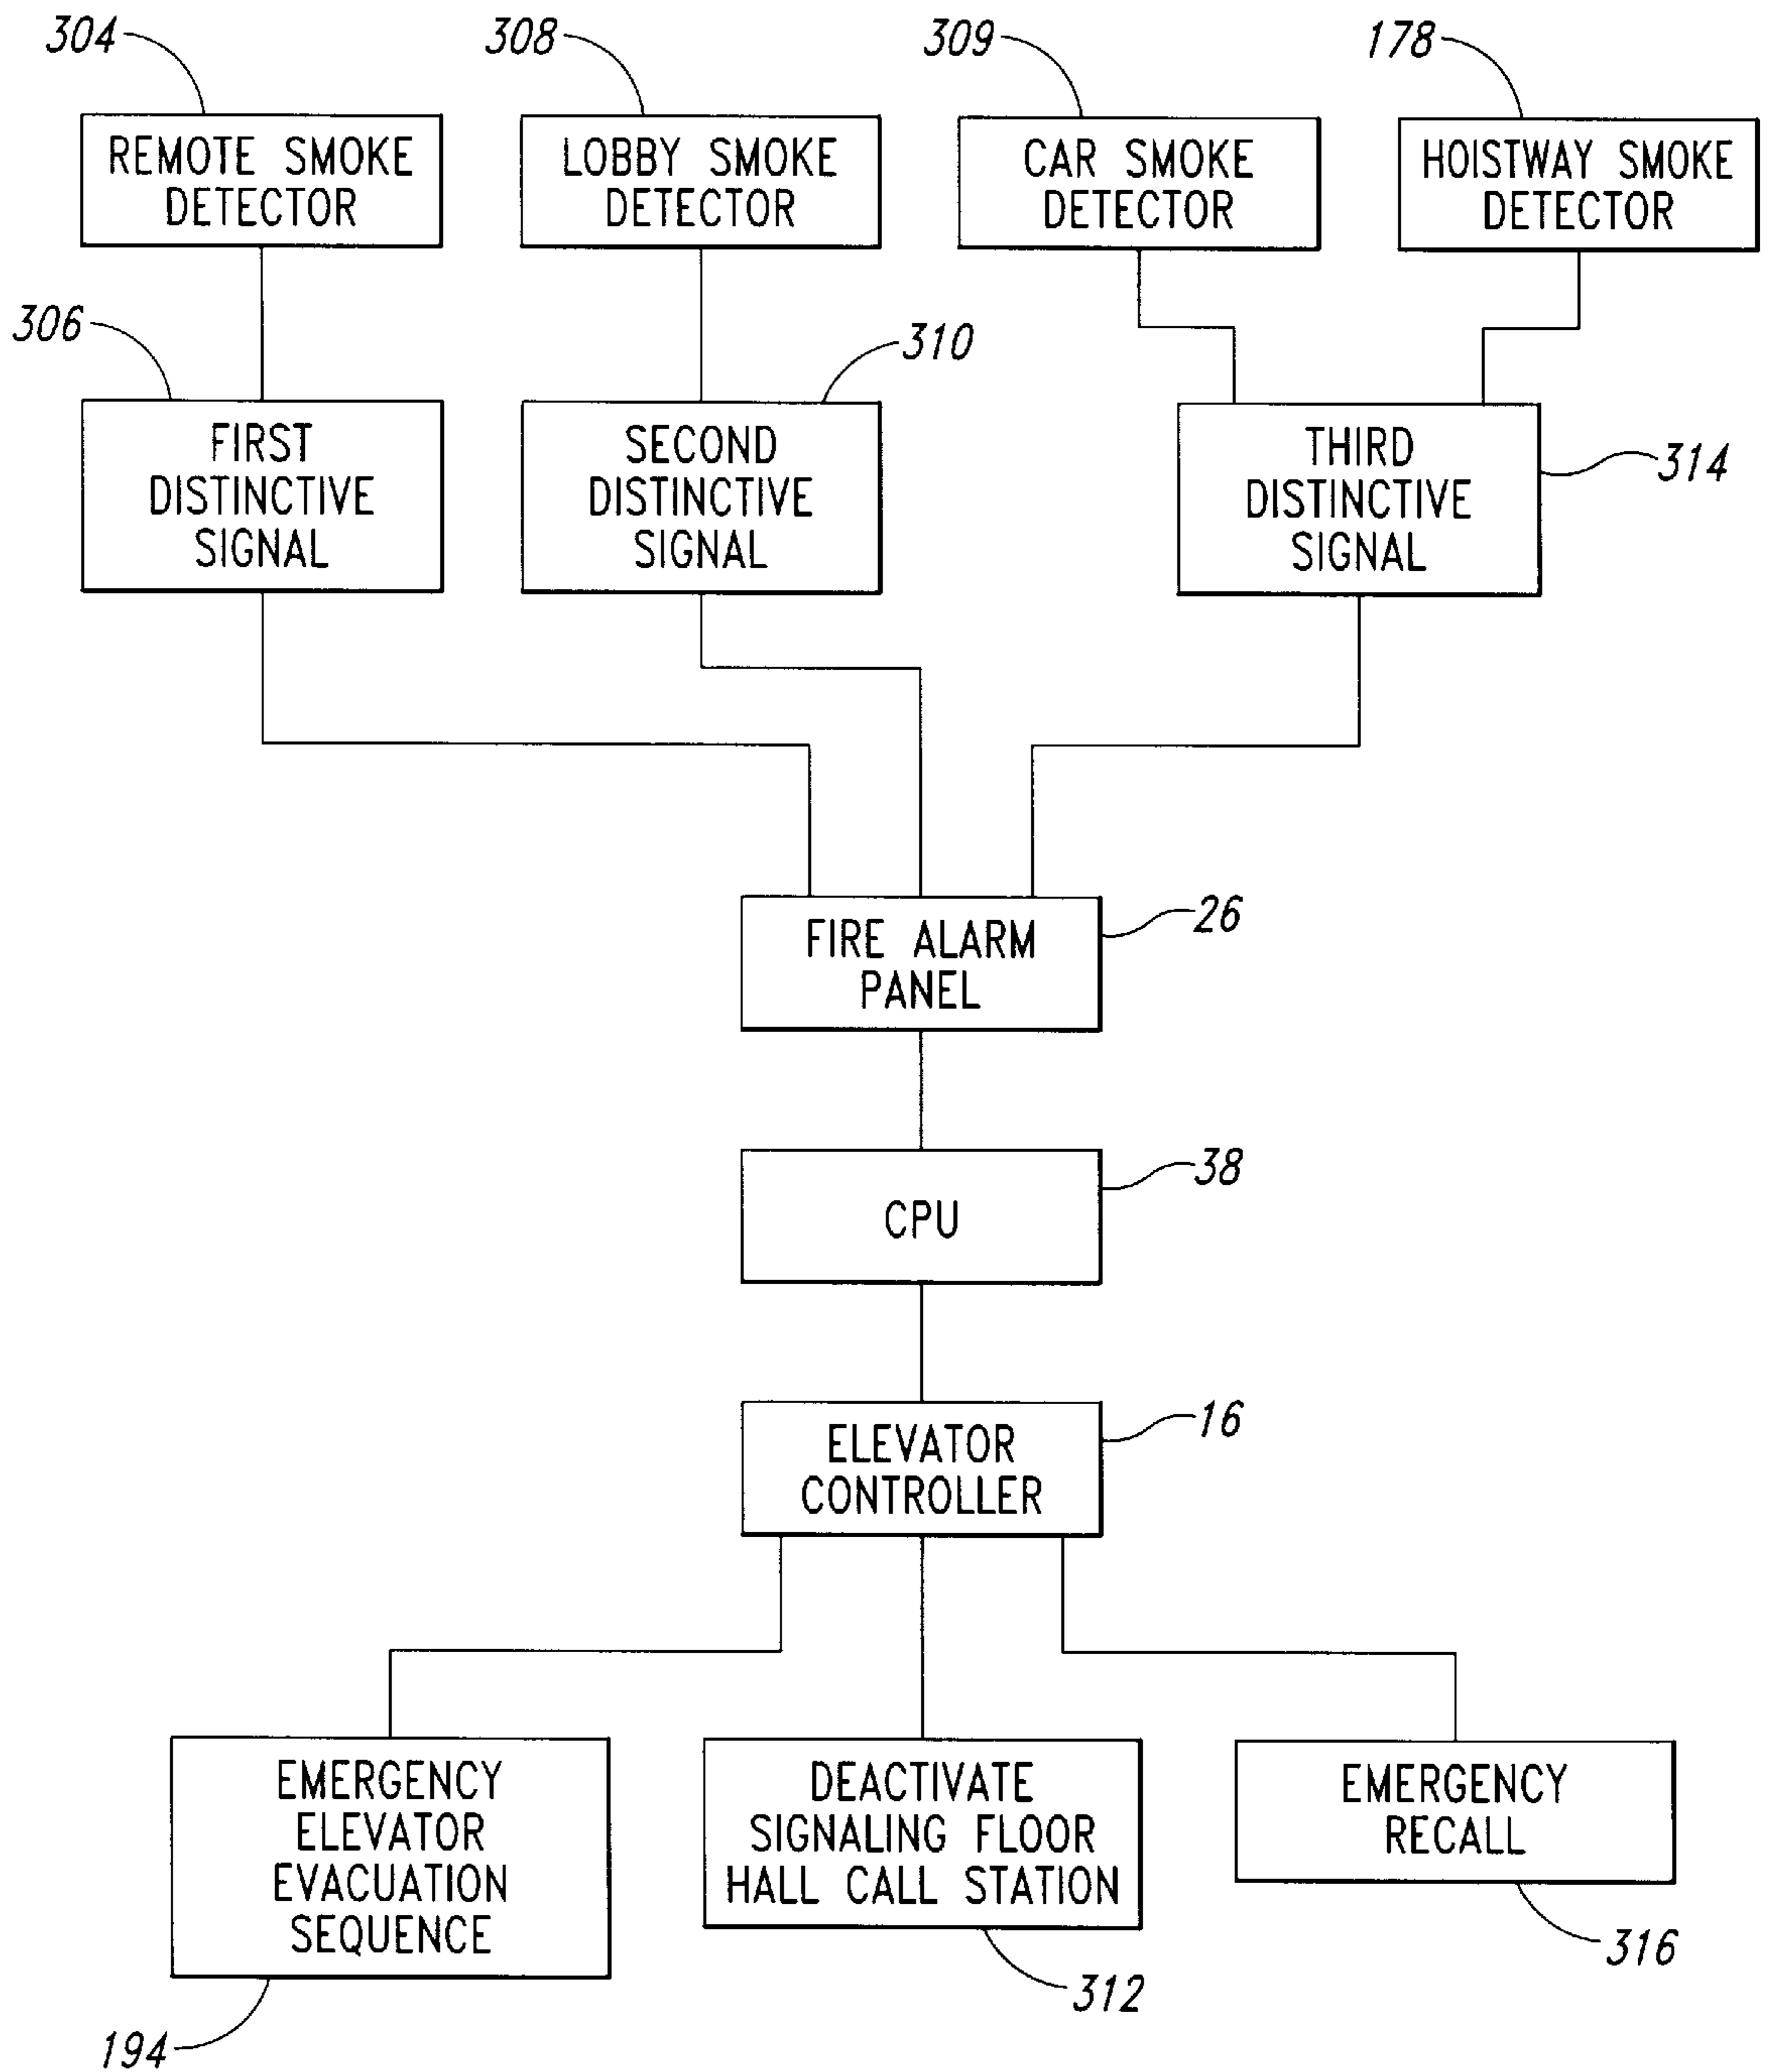 304
308
309
178
REMOTE SMOKE
DETECTOR
LOBBY SMOKE
DETECTOR
CAR SMOKE
DETECTOR
HOISTWAY SMOKE
DETECTOR
306
310
FIRST
DISTINCTIVE
SIGNAL
SECOND
DISTINCTIVE
SIGNAL
THIRD
DISTINCTIVE
SIGNAL
314
FIRE ALARM
PANEL
26
CPU
38
ELEVATOR
CONTROLLER
16
EMERGENCY
ELEVATOR
EVACUATION
SEQUENCE
DEACTIVATE
SIGNALING FLOOR
HALL CALL STATION
EMERGENCY
RECALL
194
312
316